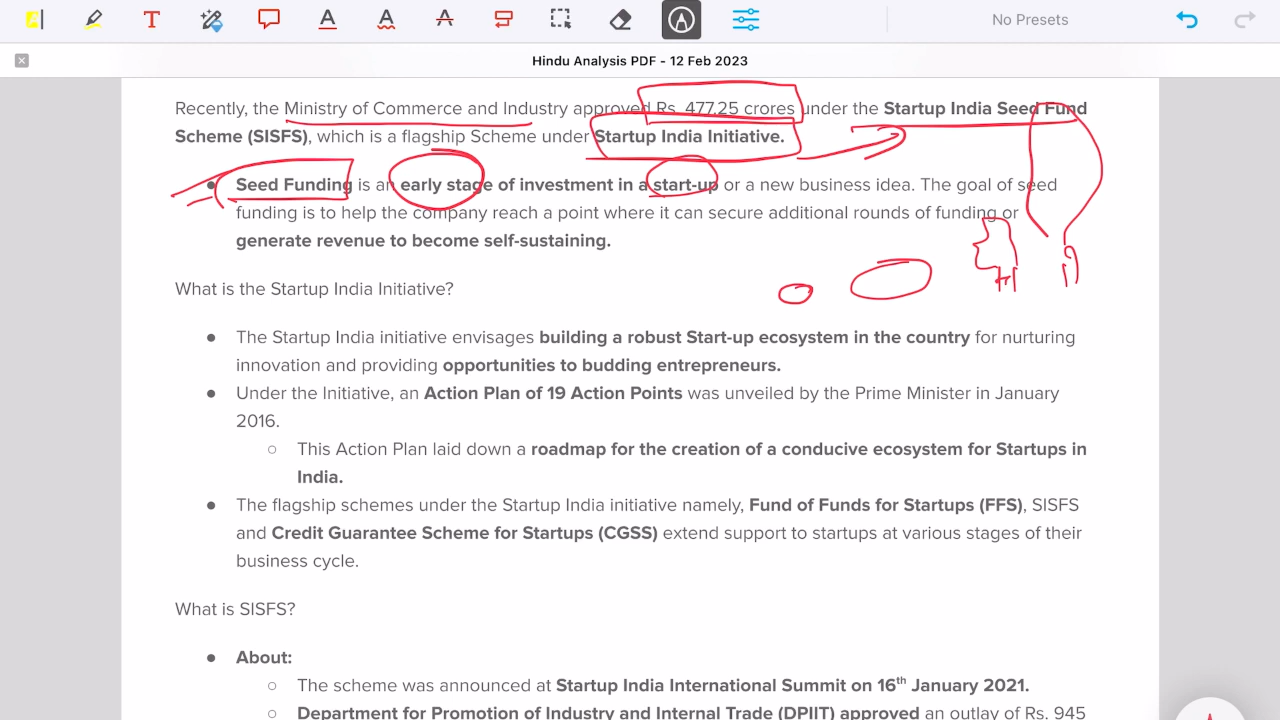 No Presets
Hindu Analysis PDF - 12 Feb 2023
Recently, the Ministry of Commerce and Industry approved Rs. 477.25 crores under the Startup India Seed Fund
Scheme (SISFS), which is a flagship Scheme under Startup India Initiative.
● Seed Funding is an early stage of investment in a start-up or a new business idea. The goal of seed
funding is to help the company reach a point where it can secure additional rounds of funding or
generate revenue to become self-sustaining.
What is the Startup India Initiative?
● The Startup India initiative envisages building a robust Start-up ecosystem in the country for nurturing
innovation and providing opportunities to budding entrepreneurs.
● Under the Initiative, an Action Plan of 19 Action Points was unveiled by the Prime Minister in January
2016.
○ This Action Plan laid down a roadmap for the creation of a conducive ecosystem for Startups in
India.
● The flagship schemes under the Startup India initiative namely, Fund of Funds for Startups (FFS), SISFS
and Credit Guarantee Scheme for Startups (CGSS) extend support to startups at various stages of their
business cycle.
What is SISFS?
● About:
○ The scheme was announced at Startup India International Summit on 16th January 2021.
○ Department for Promotion of Industry and Internal Trade (DPIIT) approved an outlay of Rs. 945